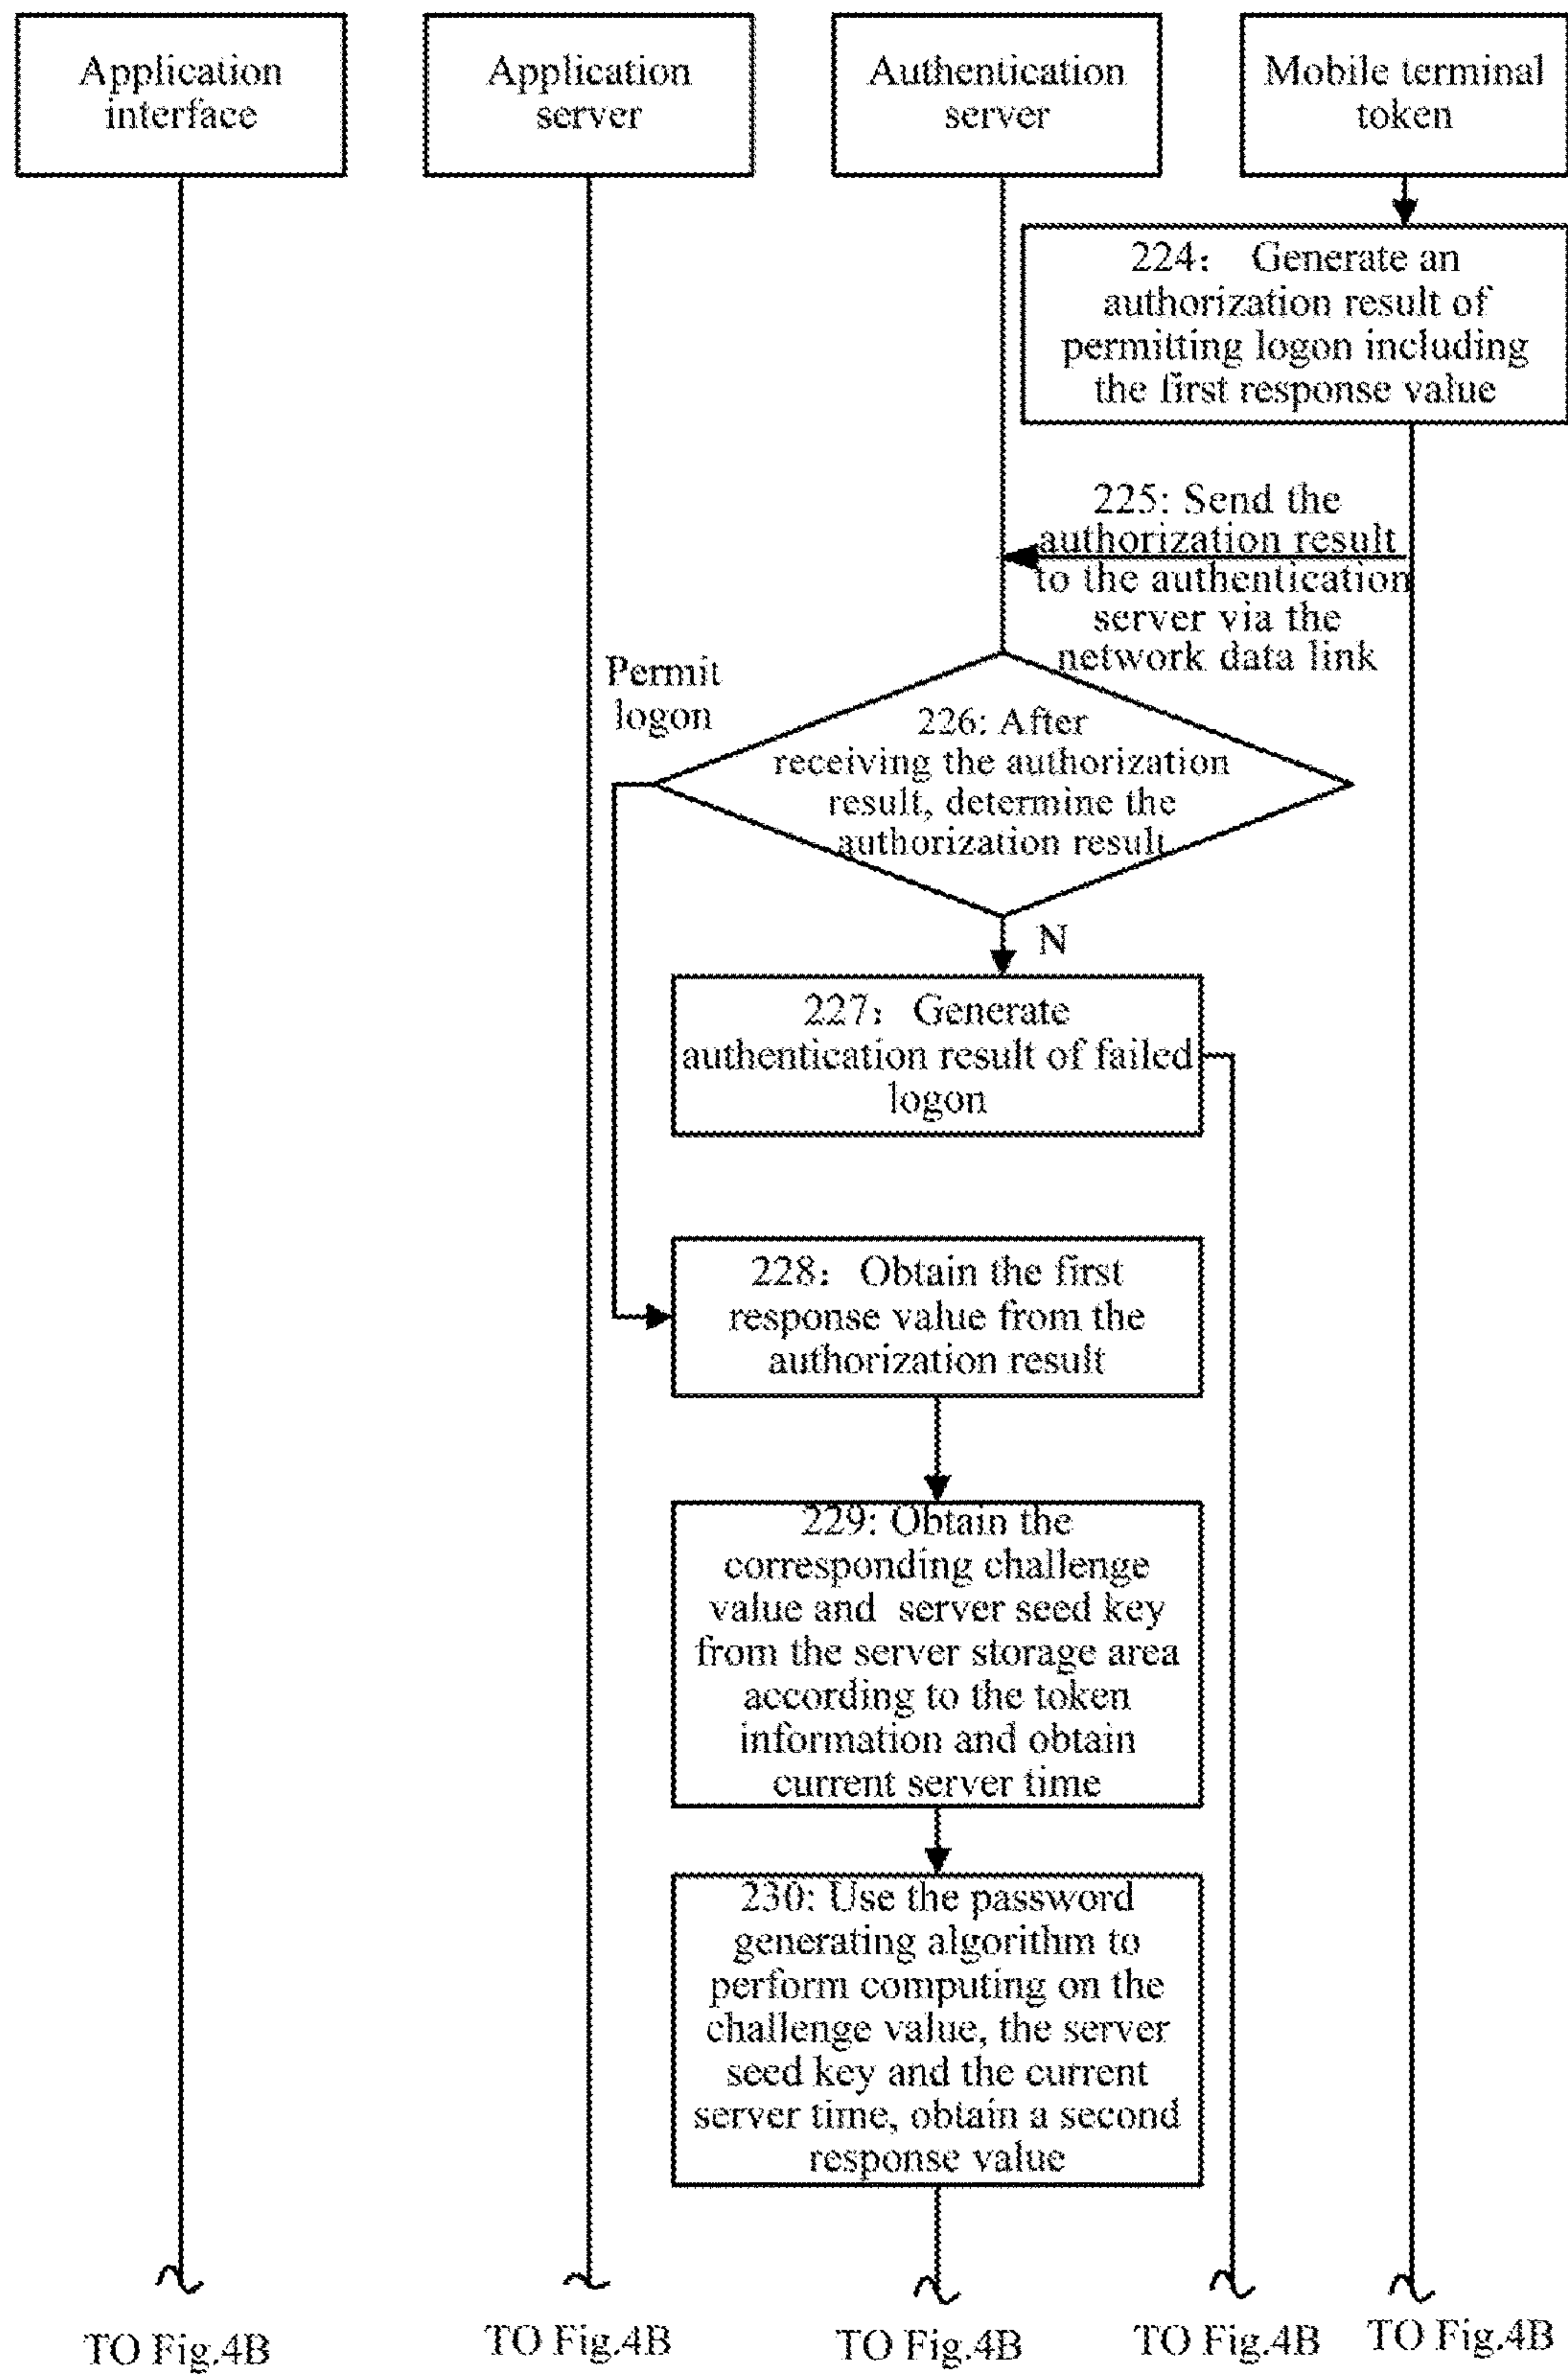 Application
interface
Application
server
Authentication
server
Mobile terminal
token
224： Generate an
authorization result of
permitting logon including
the first response value
225: Send the
authorization result
to the authentication
server via the
network data link
Permit
logon
226: After
receiving the authorization
result, determine the
authorization result
N
227： Generate
authentication result of failed
logon
228： Obtain the first
response value from the
authorization result
229: Obtain the
corresponding challenge
value and server seed key
from the server storage area
according to the token
information and obtain
current server time
230: Use the password
generating algorithm to
perform computing on the
challenge value, the server
seed key and the current
server time, obtain a second
response value
TO Fig.4B
TO Fig.4B
TO Fig.4B
TO Fig.4B
TO Fig.4B